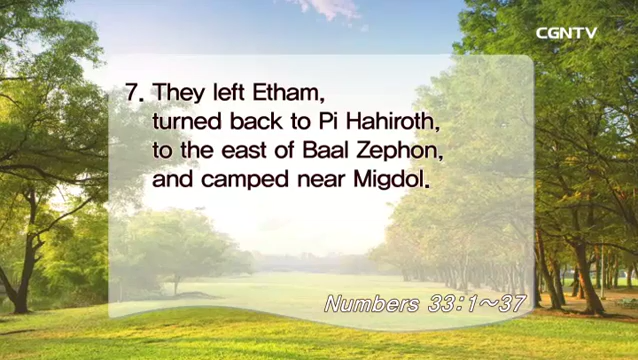 CGNTV
7. They left Etham,
turned back to Pi Hahiroth,
to the east of Baal Zephon,
and camped near Migdol.
Numbers 33:1~37